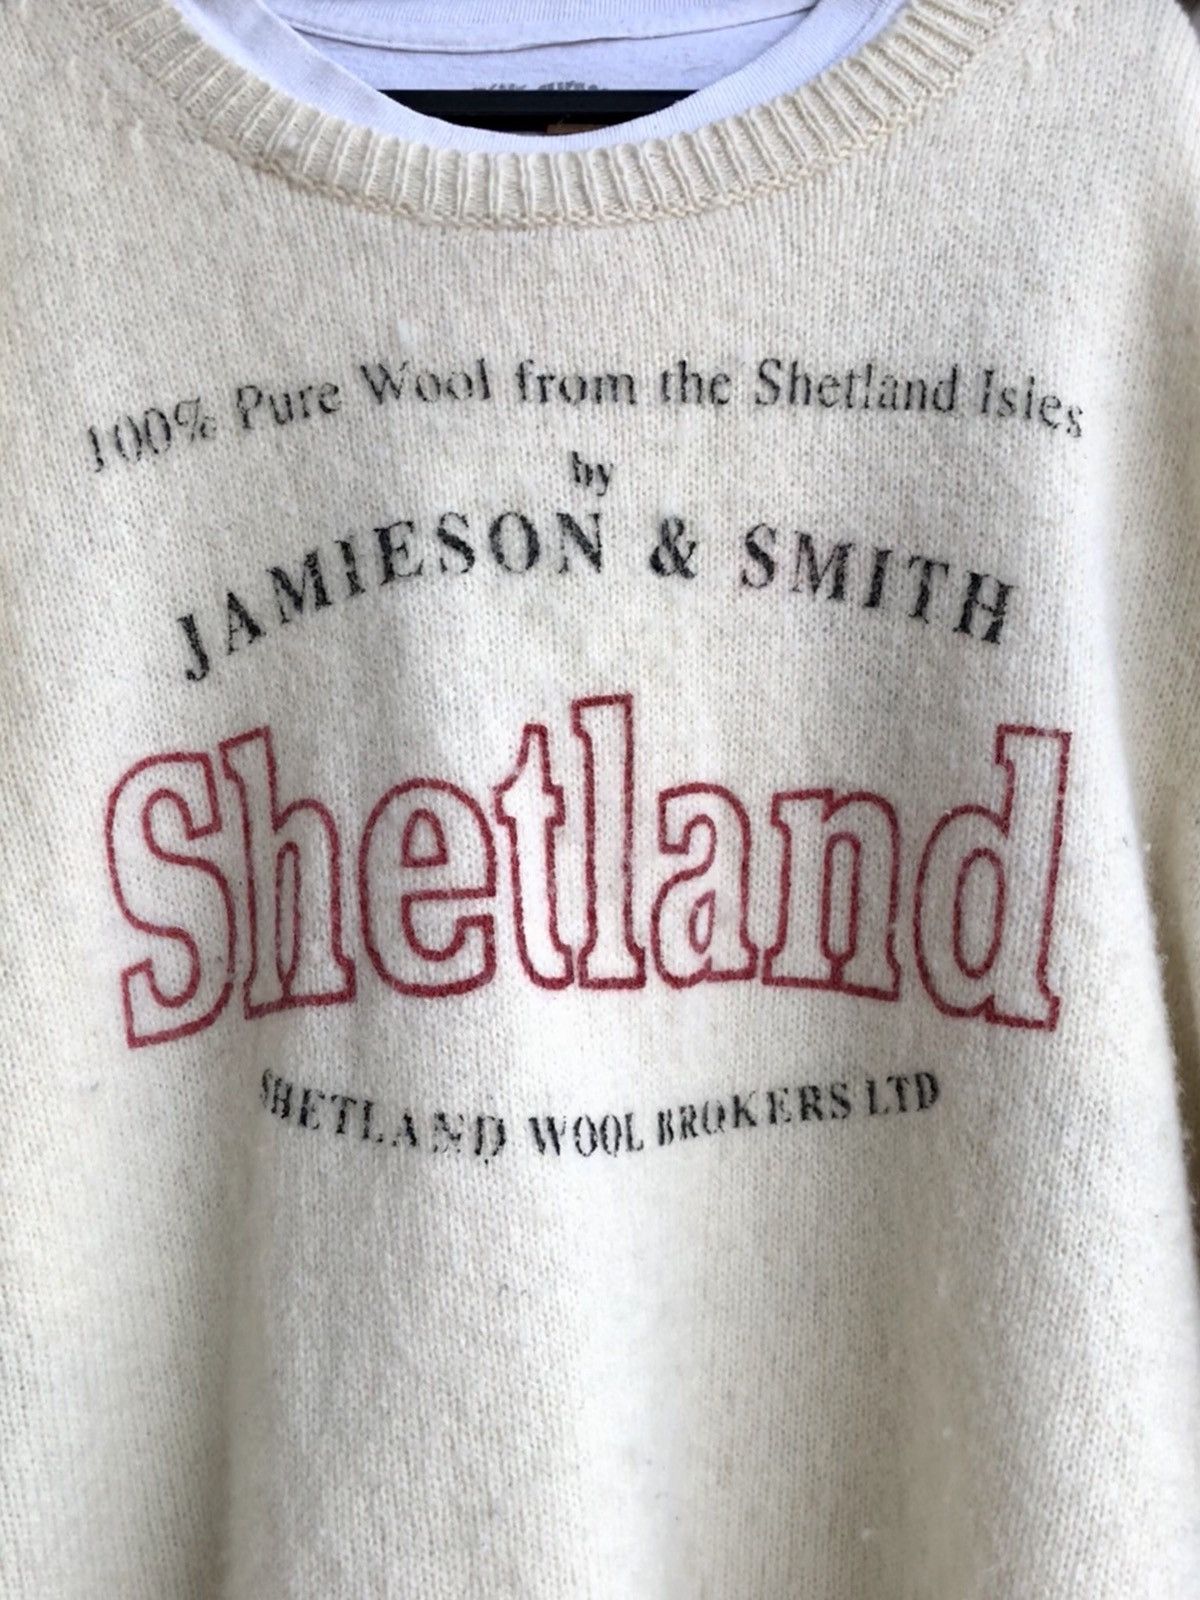 100% Pure Wool from the Shetland Isles
by
JAMIESON & SMITH
Shetland
SHETLAND WOOL BROKERS LTD